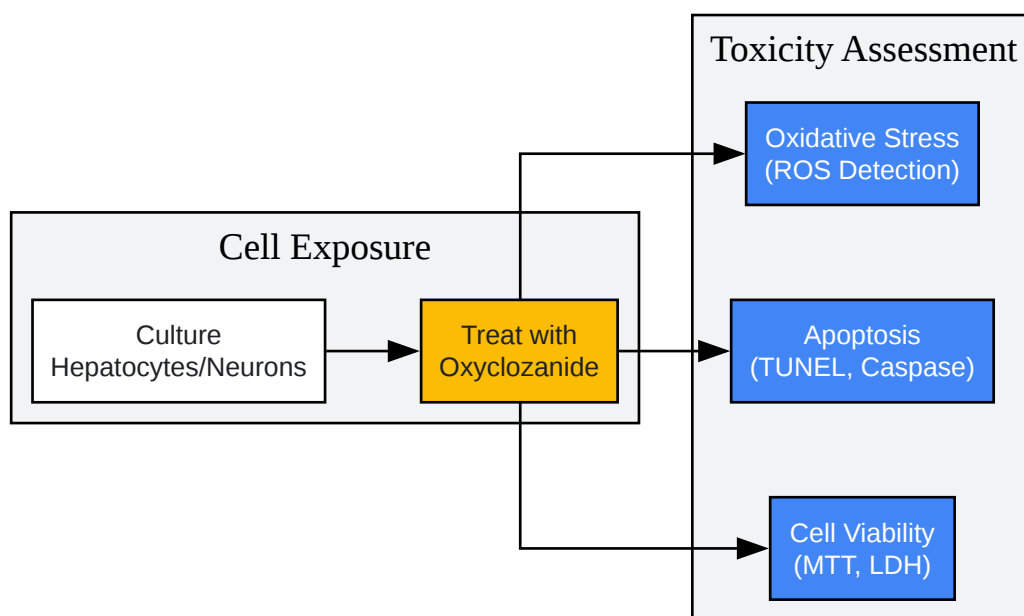 Toxicity Assessment
Oxidative Stress
(ROS Detection)
Cell Exposure
Culture
Hepatocytes/Neurons
Treat with
Oxyclozanide
Apoptosis
(TUNEL, Caspase)
Cell Viability
(MTT, LDH)